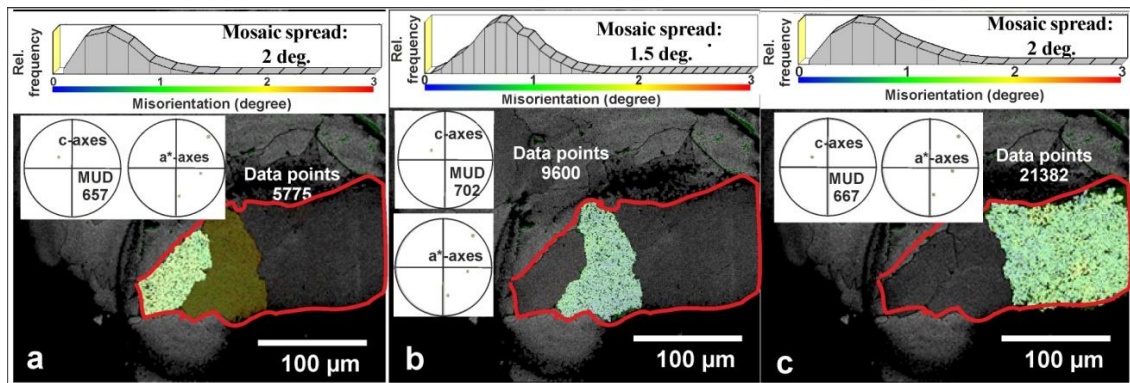 Rel.
frequency
Mosaic spread:
2 deg.
0 1 2 3
Misorientation (degree)
c-axes
MUD
657
a*-axes
Data points
5775
a
100 µm
Rel.
frequency
Mosaic spread:
1.5 deg.
0 1 2 3
Misorientation (degree)
c-axes
MUD
702
a*-axes
Data points
9600
b
100 µm
Rel.
frequency
Mosaic spread:
2 deg.
0 1 2 3
Misorientation (degree)
c-axes
MUD
667
a*-axes
Data points
21382
c
100 µm